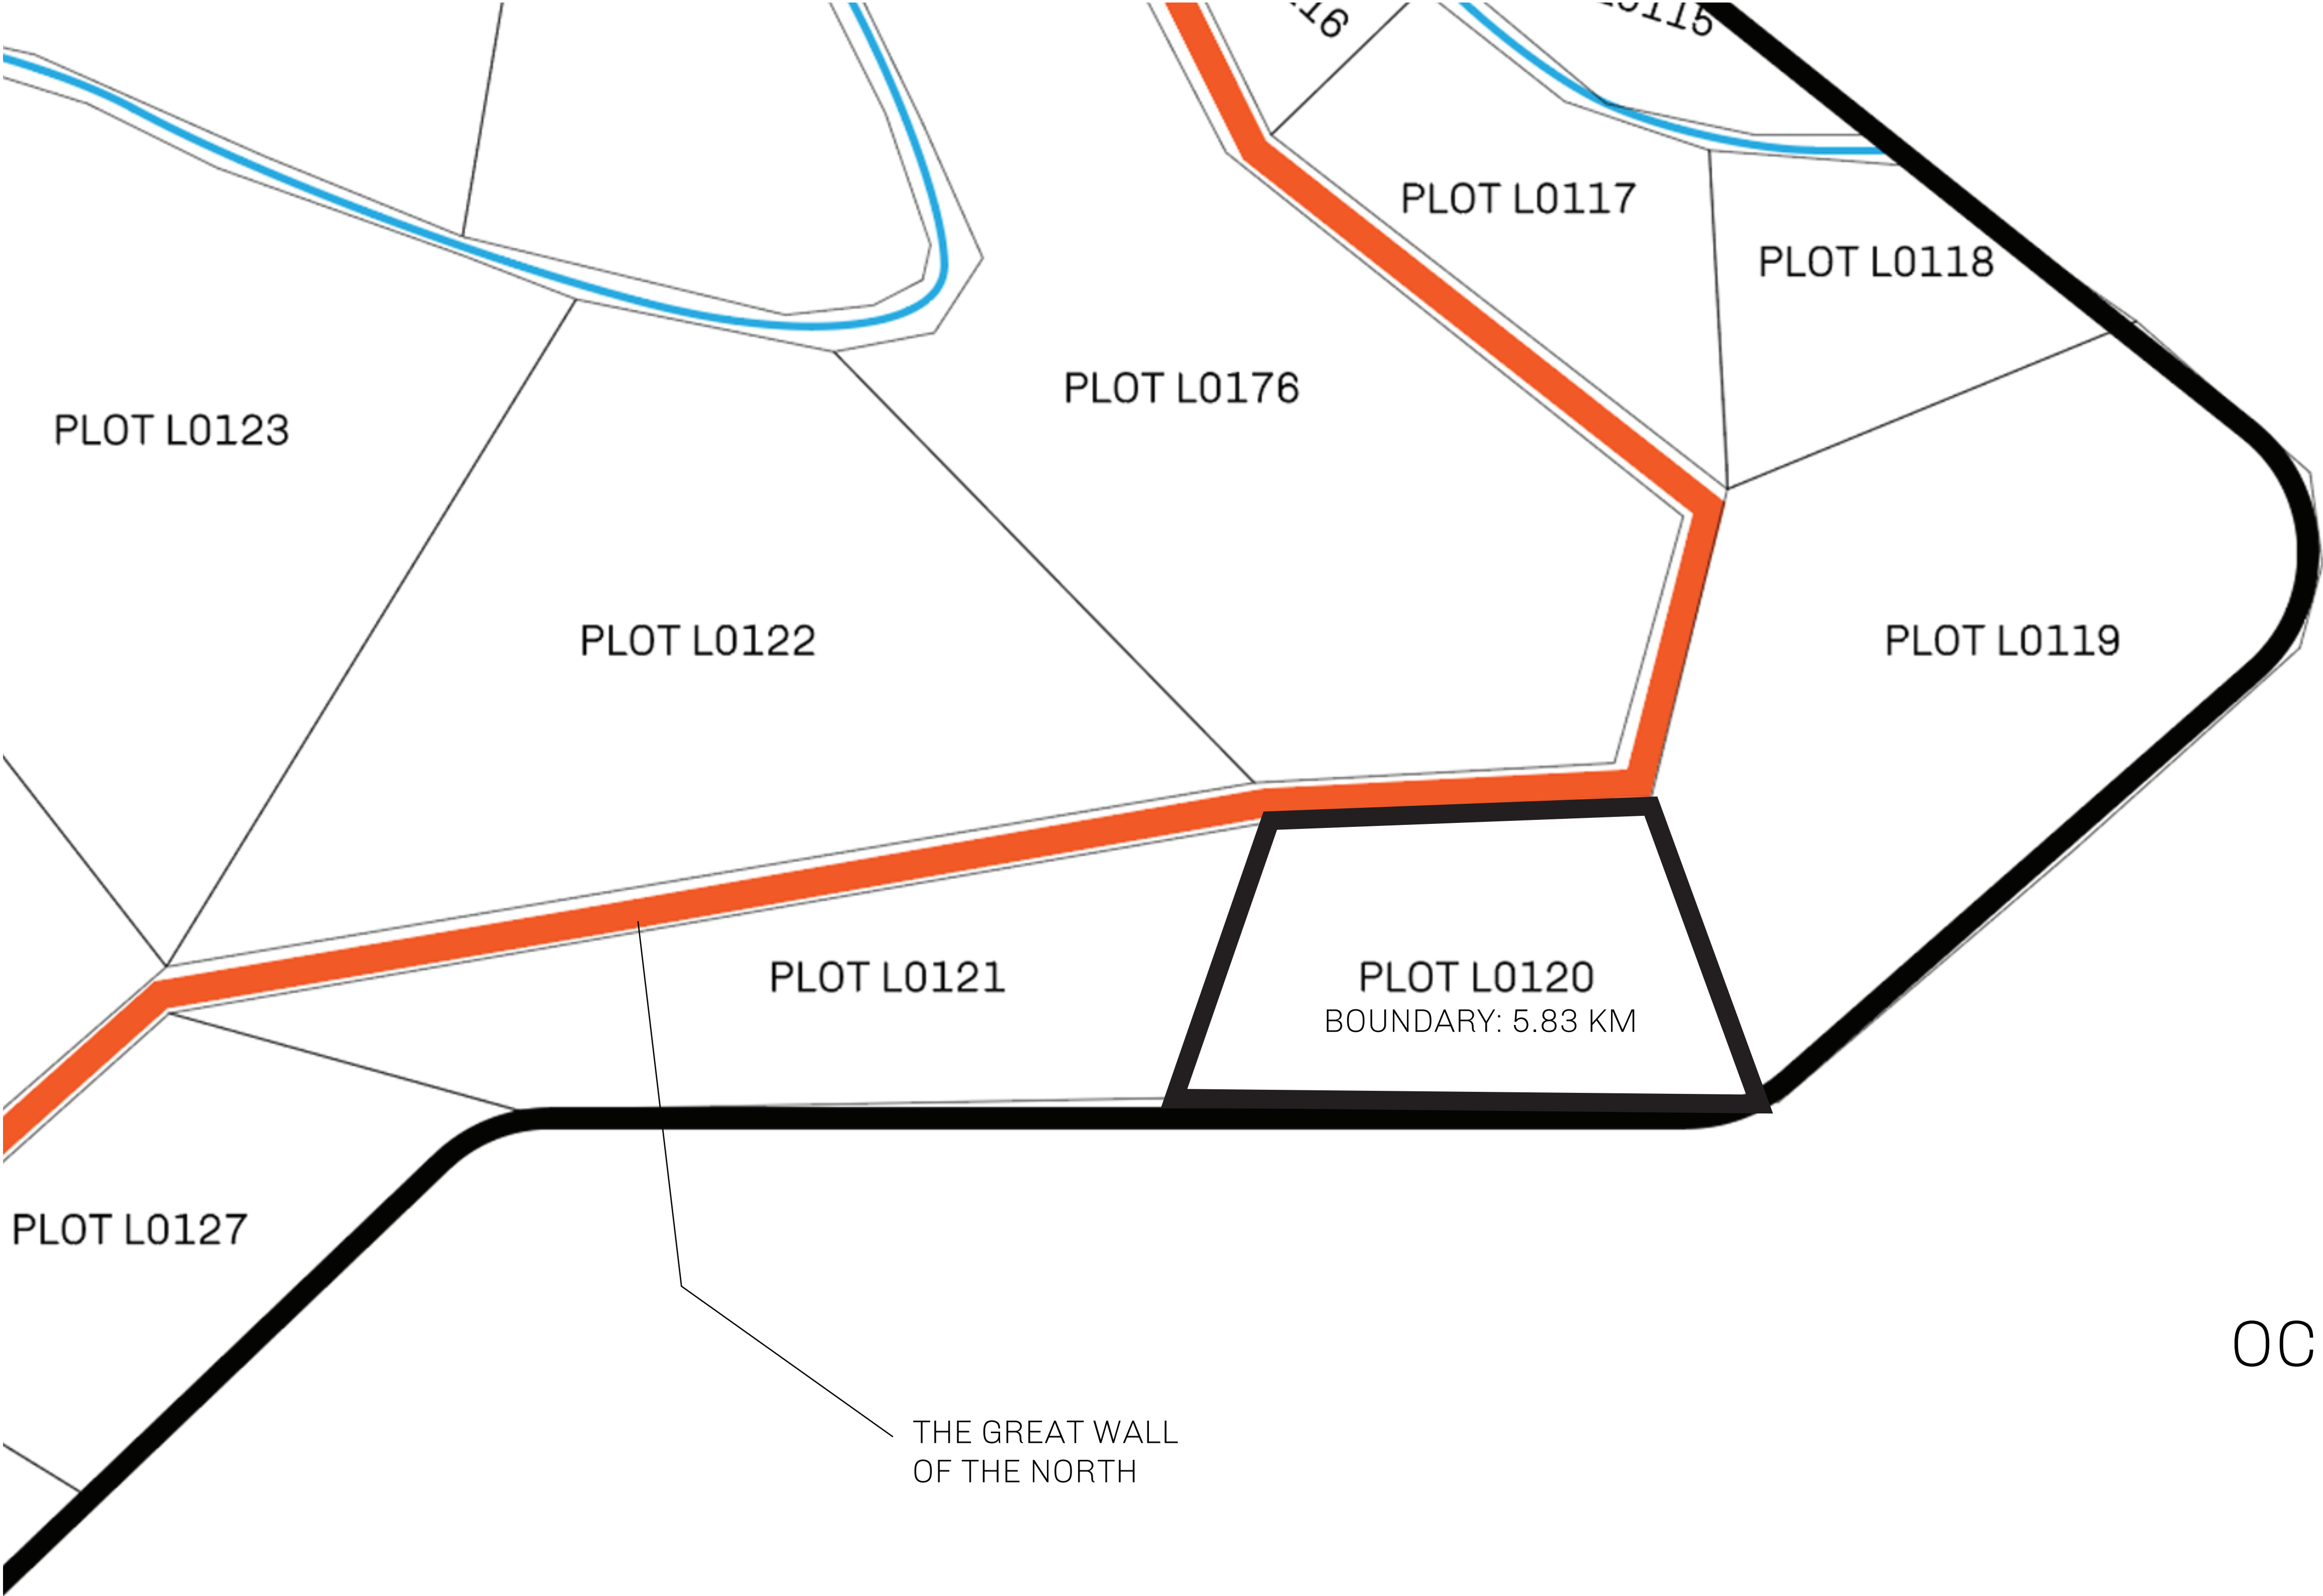 PLOT L0117
PLOT L0118
PLOT L0176
PLOT L0123
PLOT L0122
PLOT L0119
PLOT L0121
PLOT L0120
BOUNDARY: 5.83 KM
PLOT L0127
OC
THE GREAT WALL
OF THE NORTH